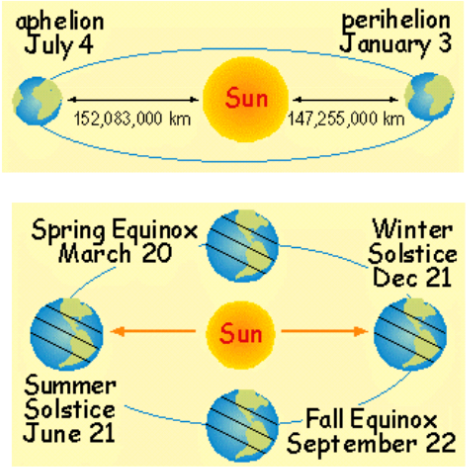 aphelion
July 4
perihelion
January 3
Sun
152,083,000 km
147,255,000 km
Spring Equinox
March 20
Winter
Solstice
Dec 21
Sun
Summer
Solstice
June 21
Fall Equinox
September 22